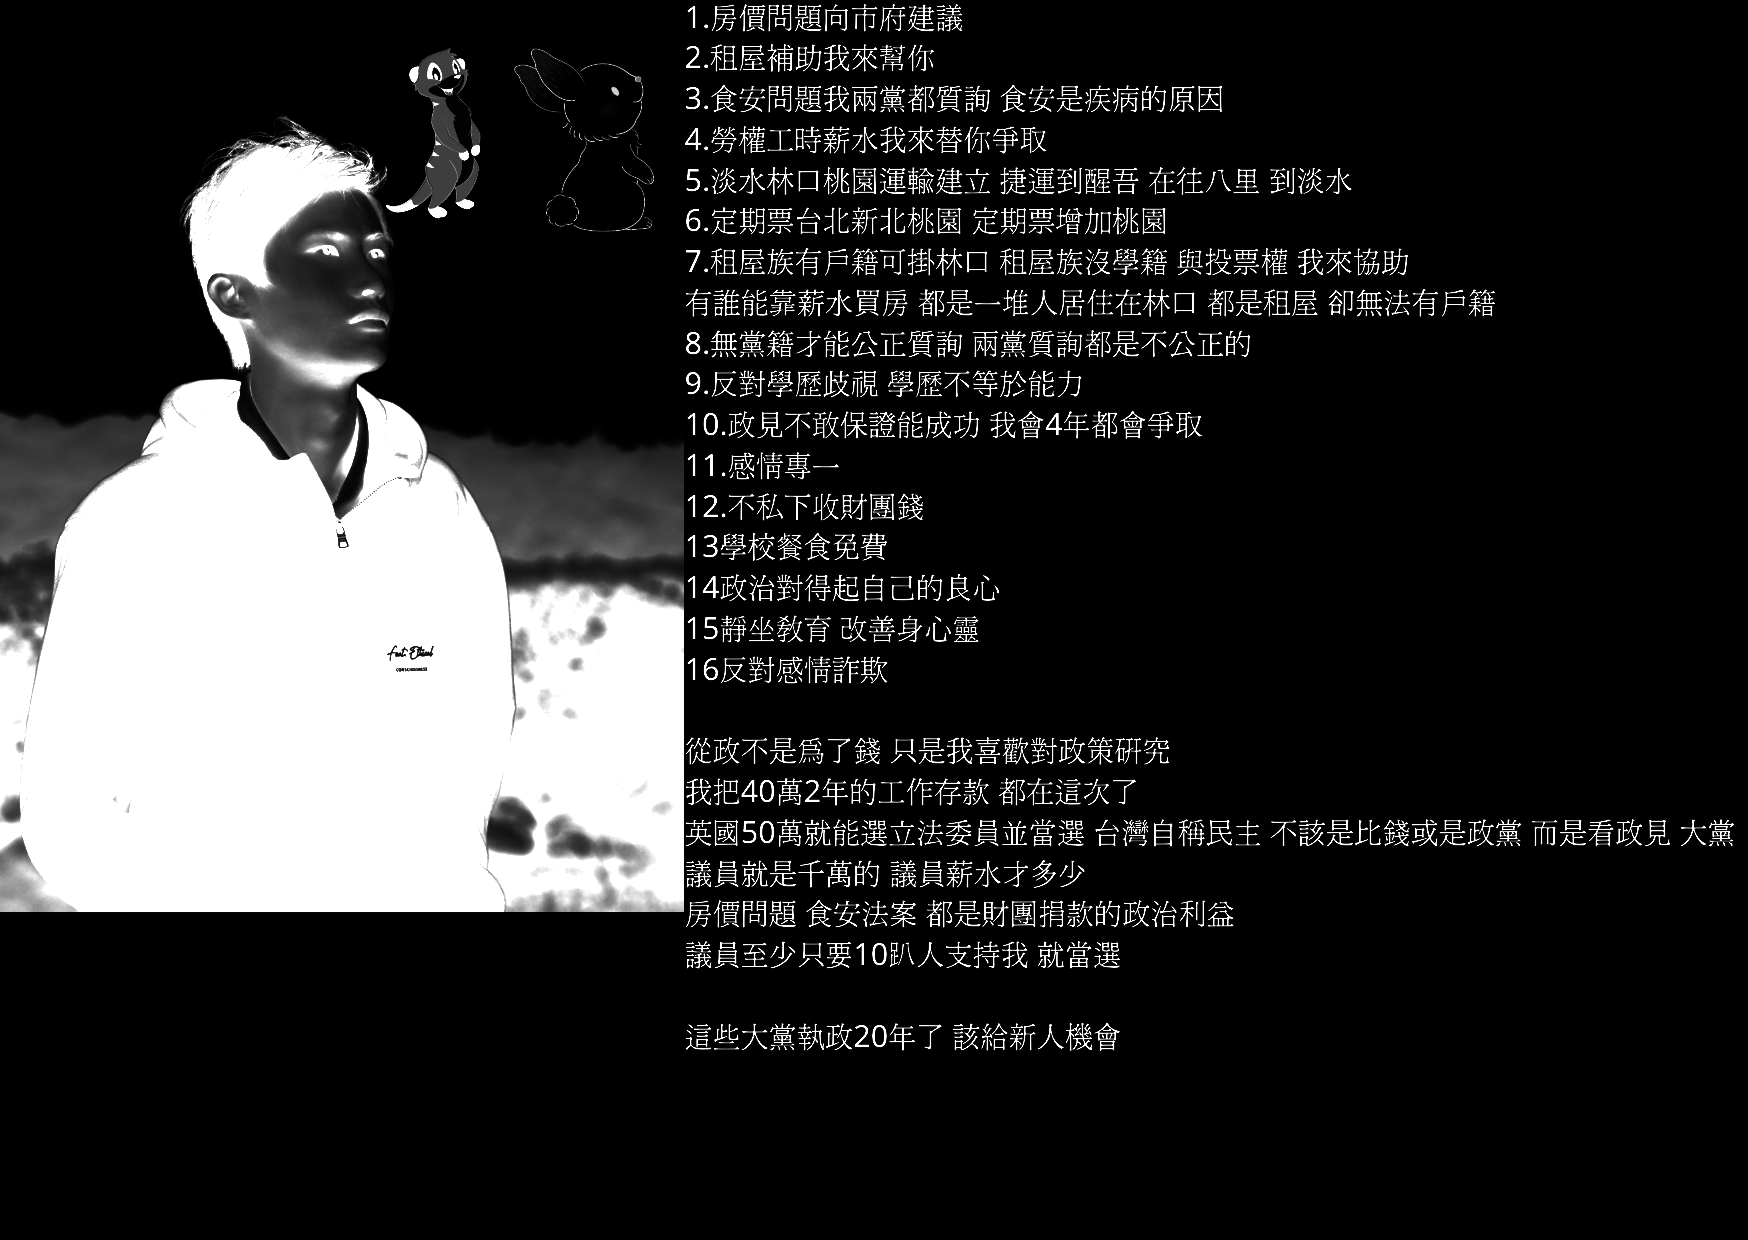 1.房價問題向市府建議
2.租屋補助我來幫你
3.食安問題我兩黨都質詢 食安是疾病的原因
4.勞權工時薪水我來替你爭取
5.淡水林口桃園運輸建立 捷運到醒吾 在往八里 到淡水
6.定期票台北新北桃園 定期票增加桃園
7.租屋族有戶籍可掛林口 租屋族沒學籍 與投票權 我來協助
有誰能靠薪水買房 都是一堆人居住在林口 都是租屋 卻無法有戶籍
8.無黨籍才能公正質詢 兩黨質詢都是不公正的
9.反對學歷歧視 學歷不等於能力
10.政見不敢保證能成功 我會4年都會爭取
11.感情專一
12.不私下收財團錢
13學校餐食免費
14政治對得起自己的良心
15靜坐教育 改善身心靈
16反對感情詐欺
從政不是為了錢 只是我喜歡對政策研究
我把40萬2年的工作存款 都在這次了
英國50萬就能選立法委員並當選 台灣自稱民主 不該是比錢或是政黨 而是看政見 大黨
議員就是千萬的 議員薪水才多少
房價問題 食安法案 都是財團捐款的政治利益
議員至少只要10趴人支持我 就當選
這些大黨執政20年了 該給新人機會
CONSCIOUSNESS